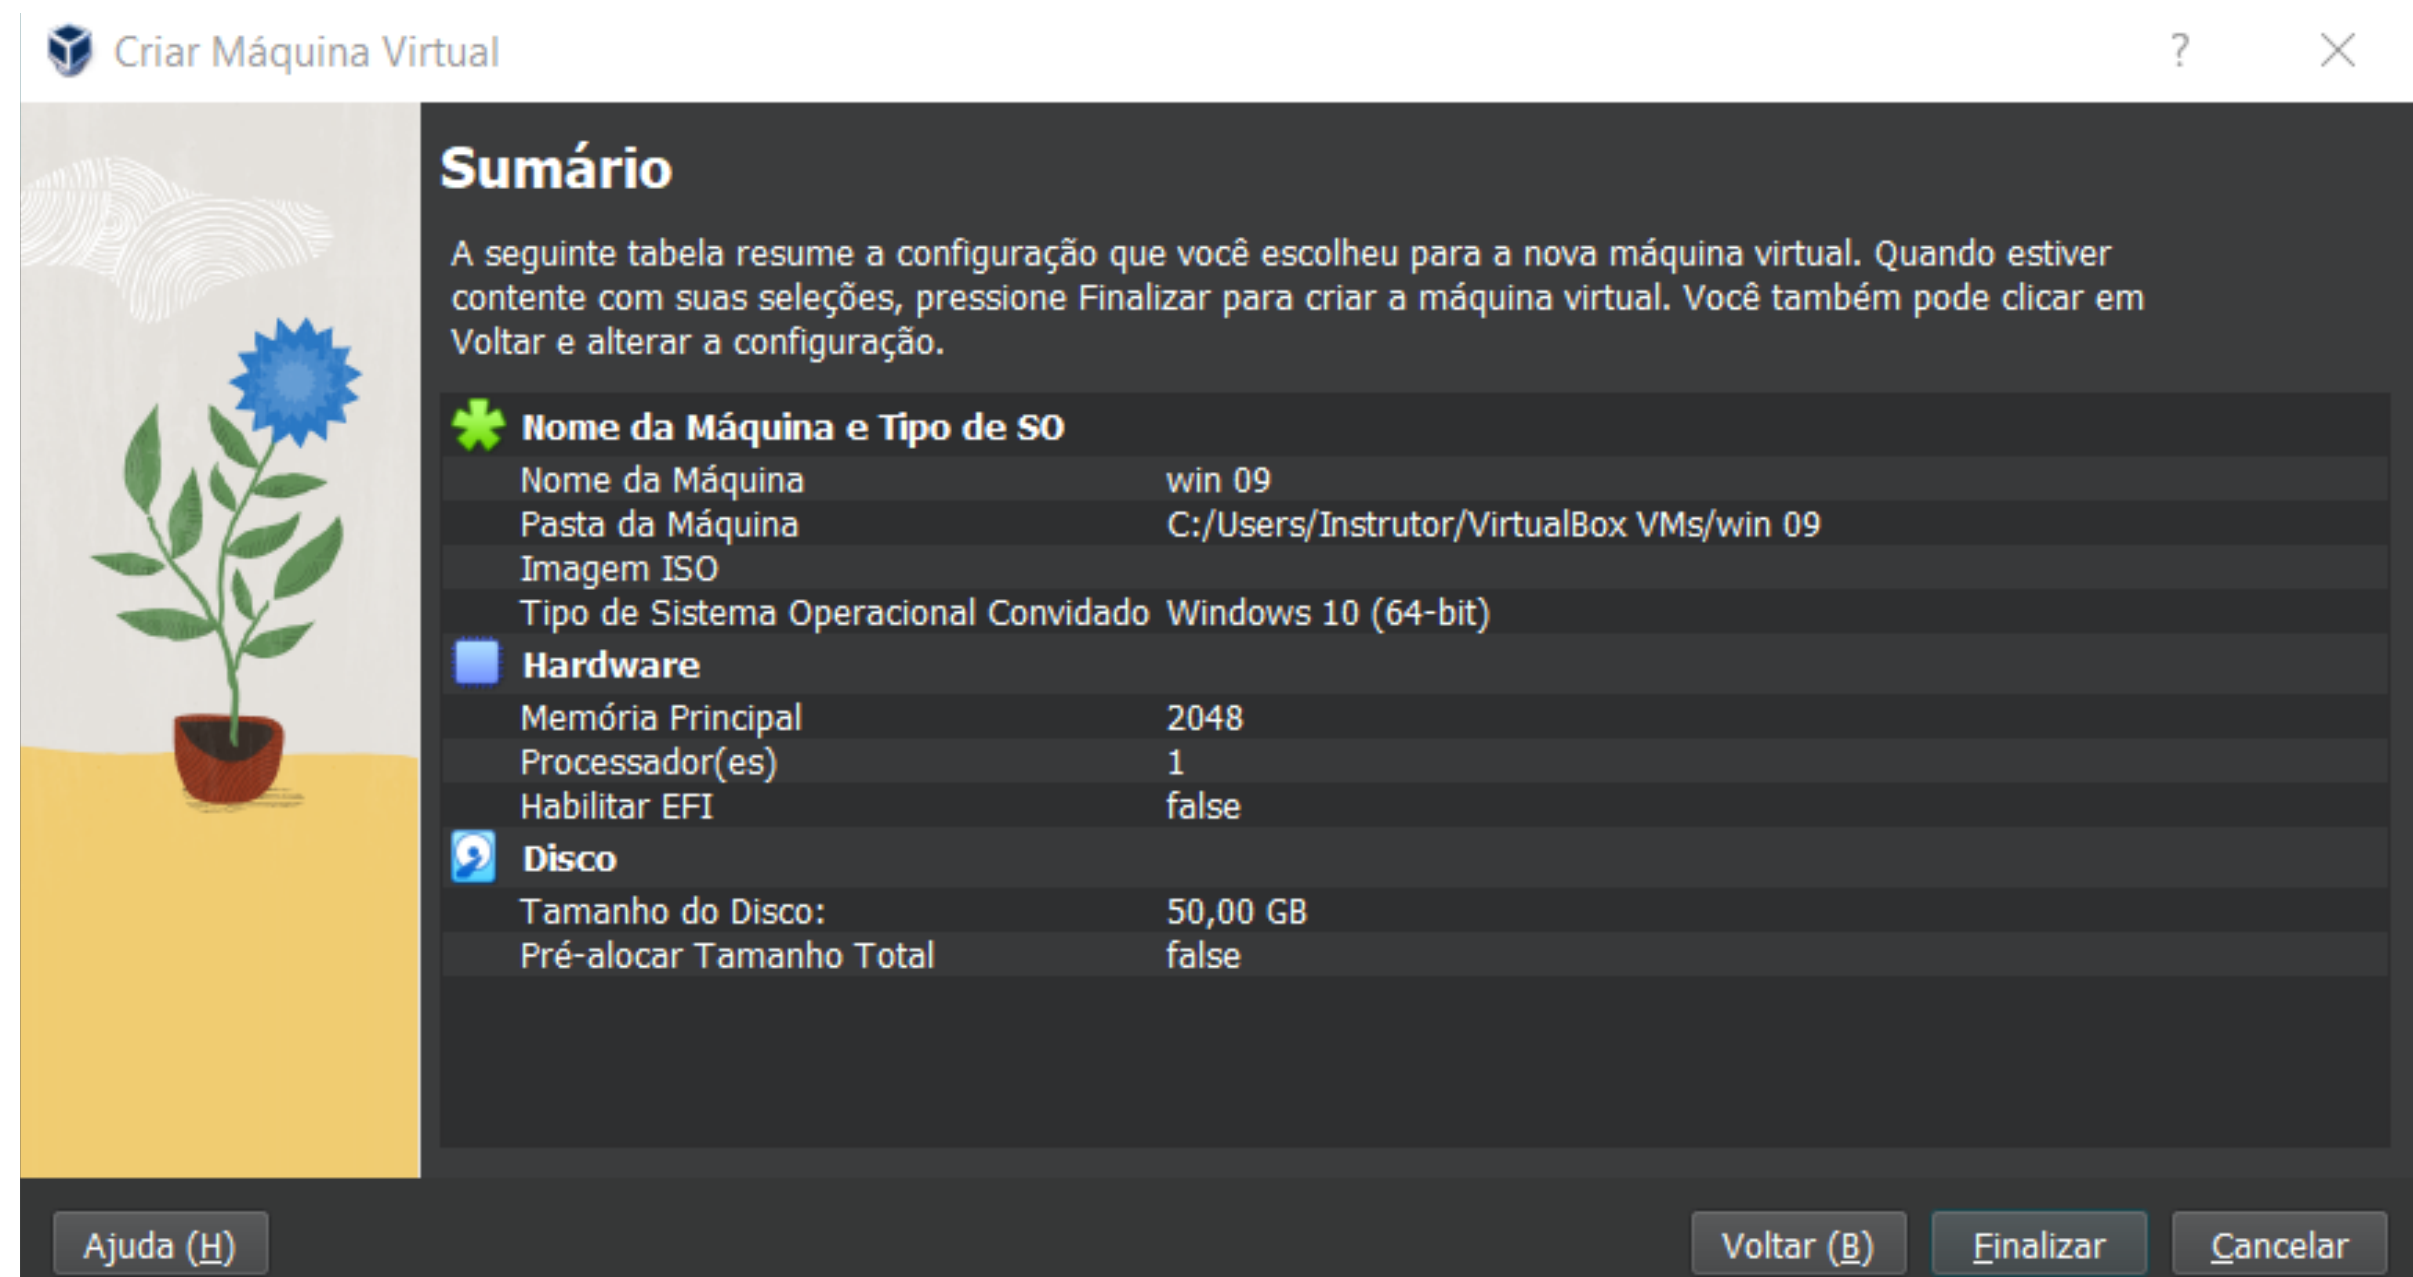 Criar Máquina Virtual
?
Sumário
A seguinte tabela resume a configuração que você escolheu para a nova máquina virtual. Quando estiver
contente com suas seleções, pressione Finalizar para criar a máquina virtual. Você também pode clicar em
Voltar e alterar a configuração.
Nome da Máquina e Tipo de SO
Nome da Máquina win 09
Pasta da Máquina C:/Users/Instrutor/VirtualBox VMs/win 09
Imagem ISO
Tipo de Sistema Operacional Convidado Windows 10 (64-bit)
Hardware
Memória Principal 2048
Processador(es) 1
Habilitar EFI false
Disco
Tamanho do Disco: 50,00 GB
Pré-alocar Tamanho Total false
Ajuda (H) Voltar (B) Finalizar Cancelar